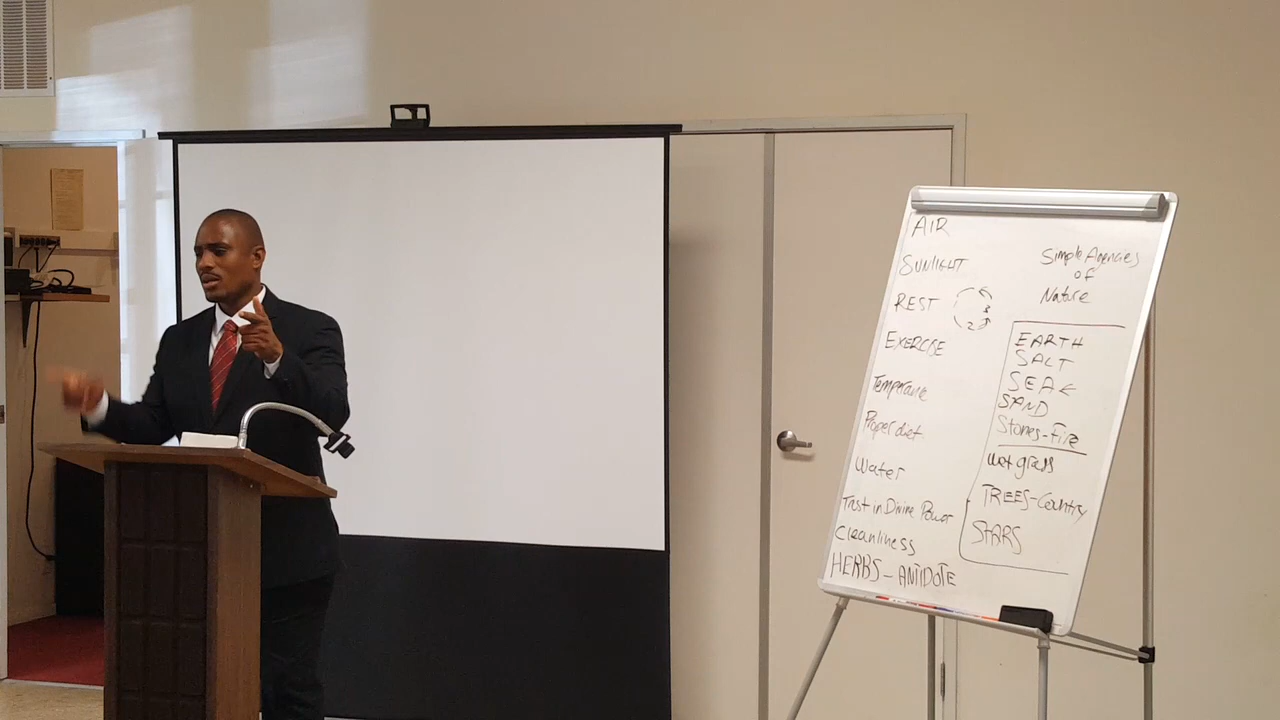 AIR
SUNLIGHT
REST
2
EXERCISE
Temperance
Proper diet
Water
Trust in Divine Power
Cleanliness
HERBS - ANTIDOTE
Simple Agencies
of
Nature
EARTH
SALT
SEA
SAND
Stones - Fire
wet grass
TREES - Country
STARS